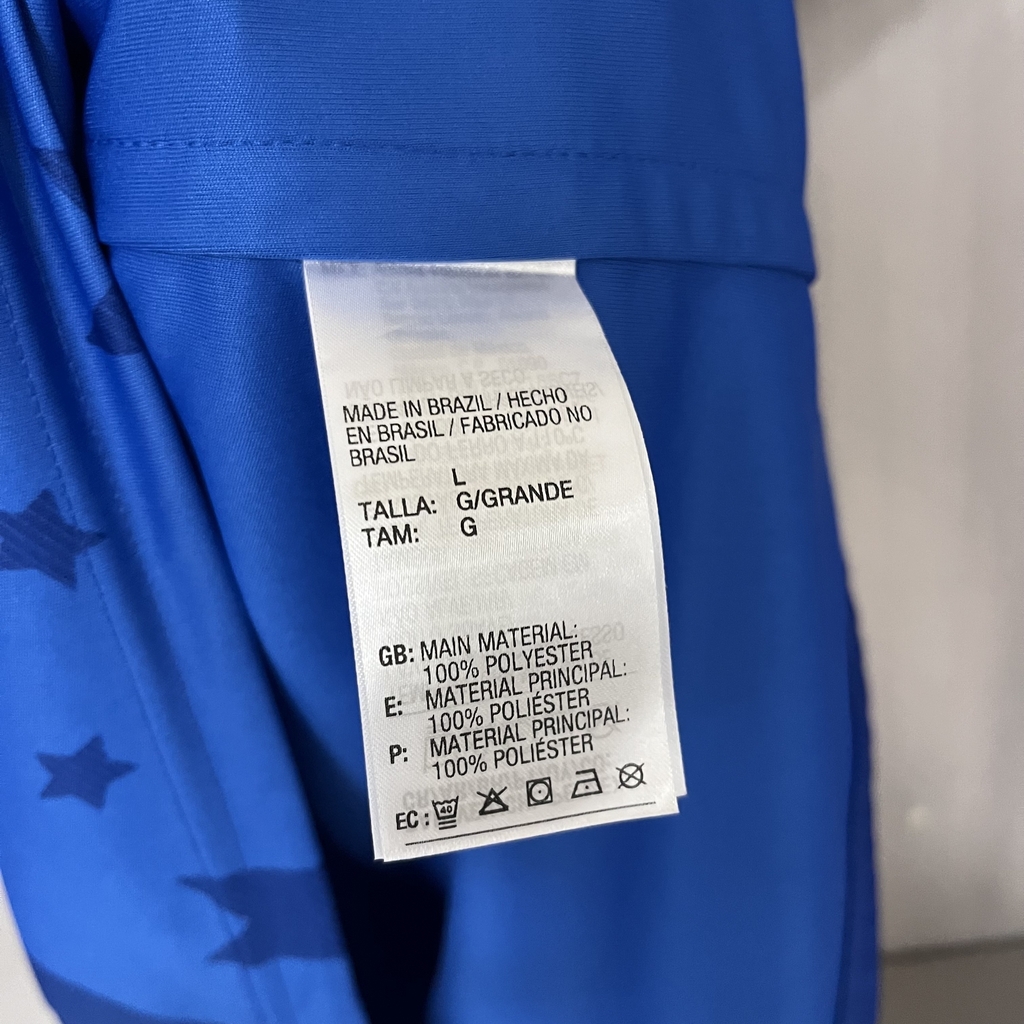 MADE IN BRAZIL / HECHO
EN BRASIL / FABRICADO NO
BRASIL
L
TALLA: G/GRANDE
TAM: G
GB: MAIN MATERIAL:
100% POLYESTER
E: MATERIAL PRINCIPAL:
100% POLIÉSTER
P: MATERIAL PRINCIPAL:
100% POLIÉSTER
EC: 40